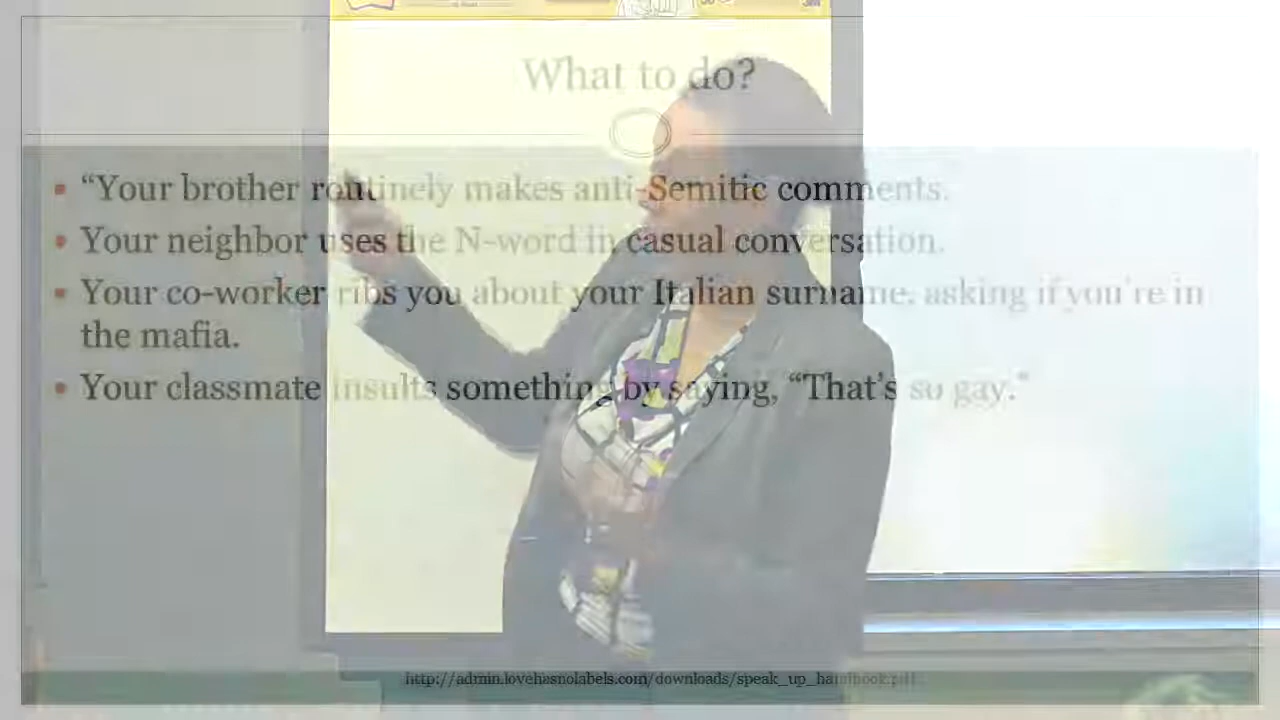 What to do?
• “Your brother routinely makes anti-Semitic comments.
• Your neighbor uses the N-word in casual conversation.
• Your co-worker ribs you about your Italian surname, asking if you're in
the mafia.
• Your classmate insults something by saying, “That's so gay.”
http://admin.lovehasnolabels.com/downloads/speak_up_handbook.pdf